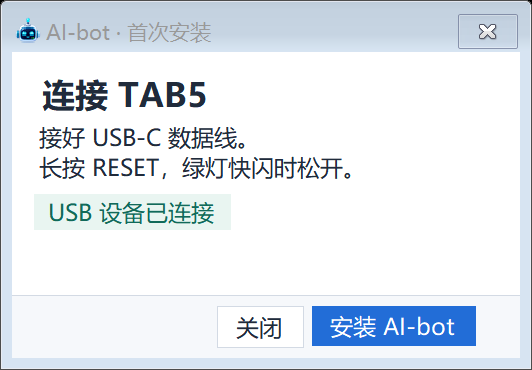 AI-bot · 首次安装
连接 TAB5
接好 USB-C 数据线。
长按 RESET，绿灯快闪时松开。
USB 设备已连接
关闭
安装 AI-bot